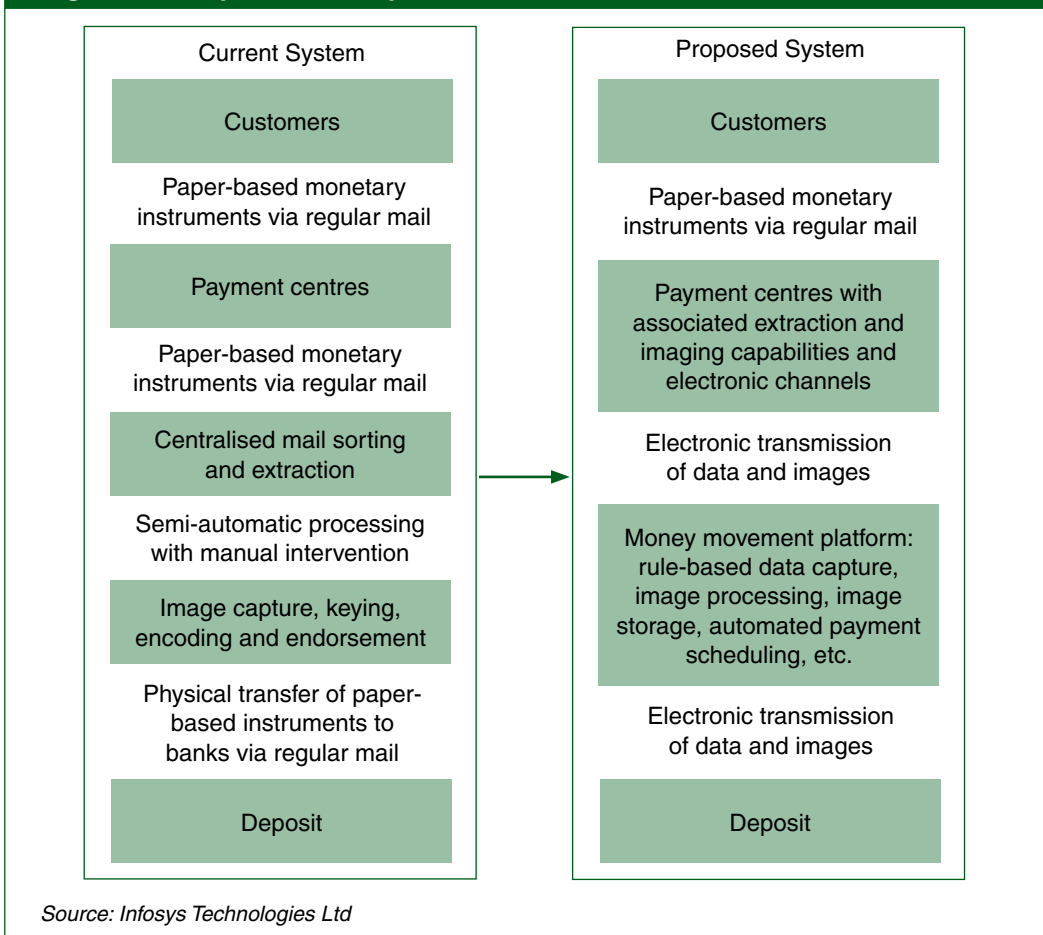 Current System
Customers
Paper-based monetary
instruments via regular mail
Payment centres
Paper-based monetary
instruments via regular mail
Centralised mail sorting
and extraction
Semi-automatic processing
with manual intervention
Image capture, keying,
encoding and endorsement
Physical transfer of paper-
based instruments to
banks via regular mail
Deposit
Proposed System
Customers
Paper-based monetary
instruments via regular mail
Payment centres with
associated extraction and
imaging capabilities and
electronic channels
Electronic transmission
of data and images
Money movement platform:
rule-based data capture,
image processing, image
storage, automated payment
scheduling, etc.
Electronic transmission
of data and images
Deposit
Source: Infosys Technologies Ltd